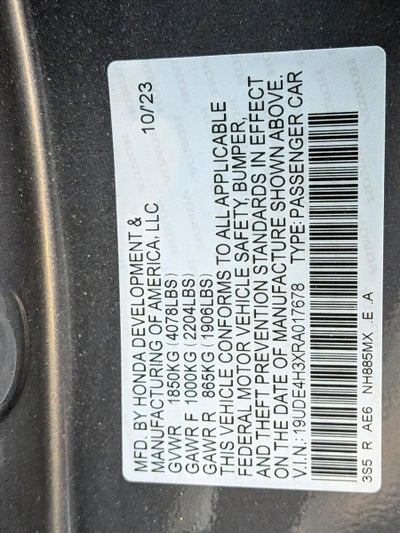 MFD. BY HONDA DEVELOPMENT &
MANUFACTURING OF AMERICA, LLC 10/23
GVWR 1850KG (4078LBS)
GAWR F 1000KG (2204LBS)
GAWR R 865KG (1906LBS)
THIS VEHICLE CONFORMS TO ALL APPLICABLE
FEDERAL MOTOR VEHICLE SAFETY, BUMPER,
AND THEFT PREVENTION STANDARDS IN EFFECT
ON THE DATE OF MANUFACTURE SHOWN ABOVE.
V.I.N.: 19UDE4H3XRA017678 TYPE: PASSENGER CAR
3S5 R AE6 NH885MX . E . A